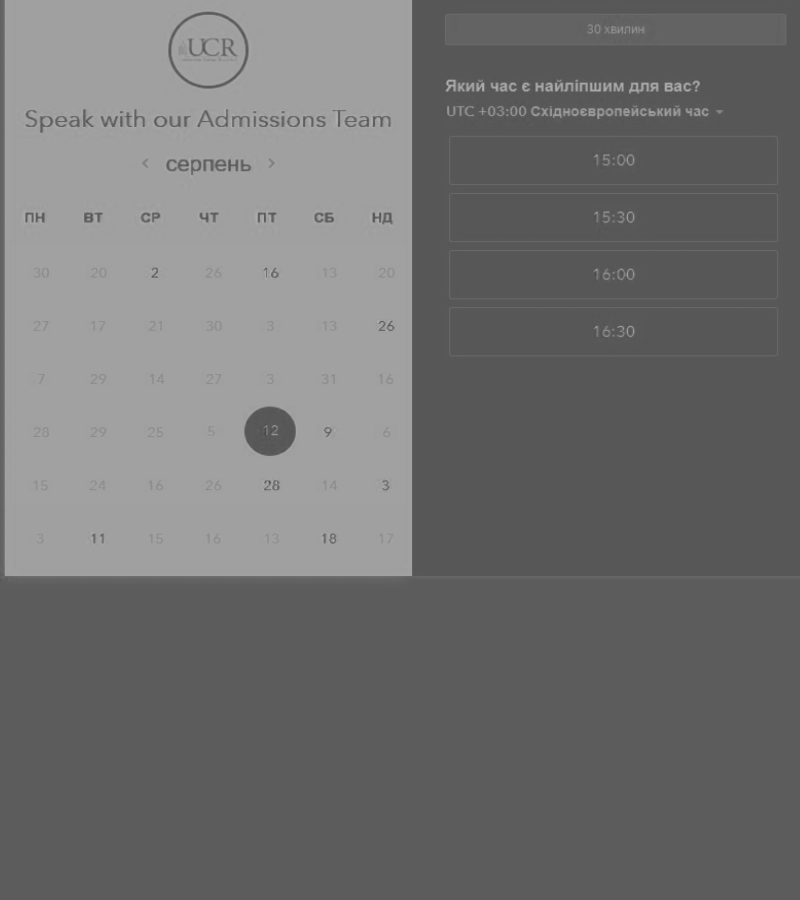 UCR
Speak with our Admissions Team
серпень
ПН ВТ СР ЧТ ПТ СБ НД
30 20 2 26 16 13 20
27 17 21 30 3 13 26
7 29 14 27 3 31 16
28 29 25 5 12 9 6
15 24 16 26 28 14 3
3 11 15 16 13 18 17
30 хвилин
Який час є найліпшим для вас?
UTC +03:00 Східноєвропейський час
15:00
15:30
16:00
16:30